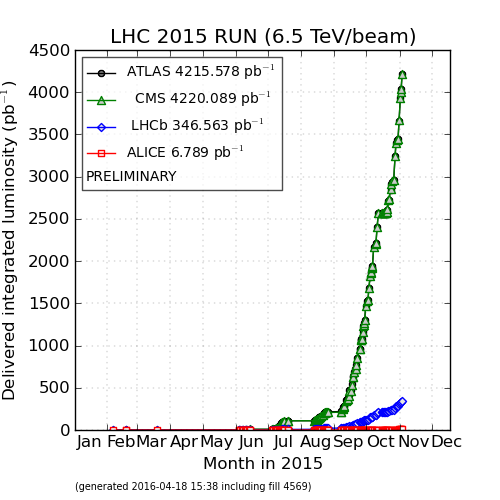 LHC 2015 RUN (6.5 TeV/beam)
Delivered integrated luminosity (pb⁻¹)
4500
4000
3500
3000
2500
2000
1500
1000
500
0
ATLAS 4215.578 pb⁻¹
CMS 4220.089 pb⁻¹
LHCb 346.563 pb⁻¹
ALICE 6.789 pb⁻¹
PRELIMINARY
Jan Feb Mar Apr May Jun Jul Aug Sep Oct Nov Dec
Month in 2015
(generated 2016-04-18 15:38 including fill 4569)